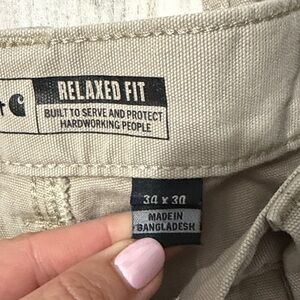 RELAXED FIT
BUILT TO SERVE AND PROTECT
HARDWORKING PEOPLE
34 x 30
MADE IN
BANGLADESH